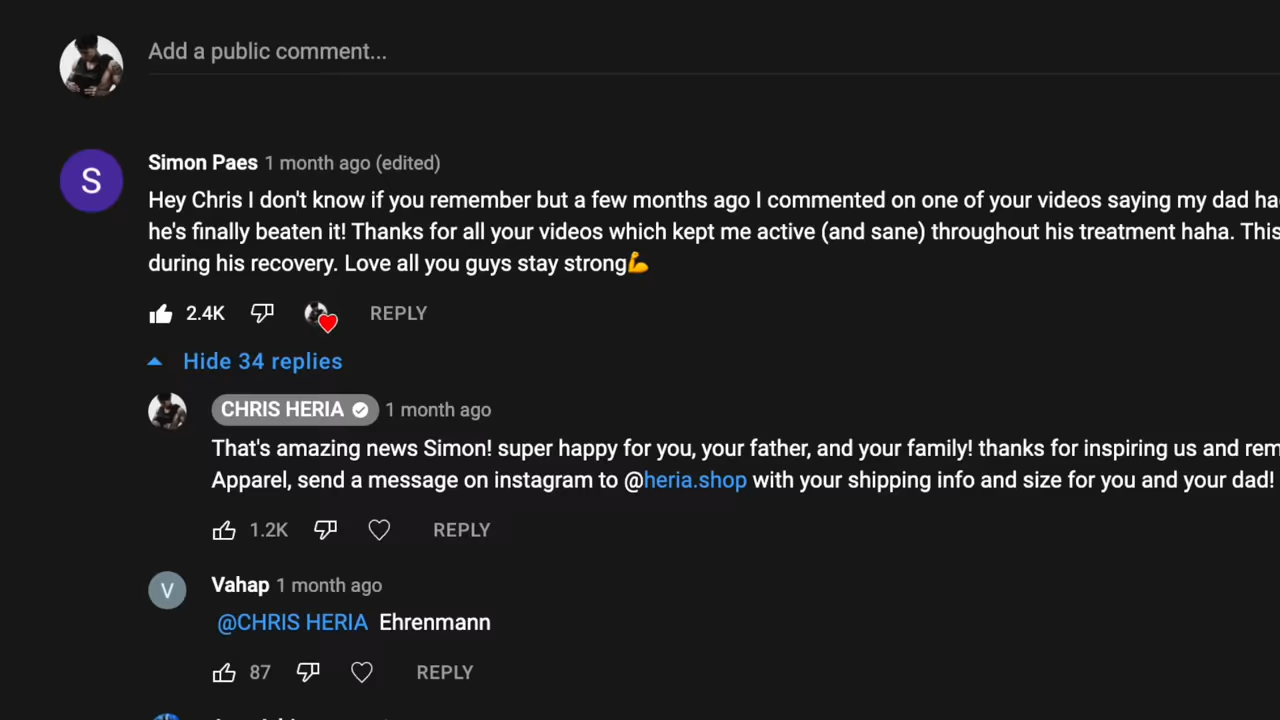 Add a public comment...
Simon Paes 1 month ago (edited)
S
Hey Chris I don't know if you remember but a few months ago I commented on one of your videos saying my dad ha
he's finally beaten it! Thanks for all your videos which kept me active (and sane) throughout his treatment haha. This
during his recovery. Love all you guys stay strong💪
2.4K REPLY
Hide 34 replies
CHRIS HERIA 1 month ago
That's amazing news Simon! super happy for you, your father, and your family! thanks for inspiring us and rem
Apparel, send a message on instagram to @heria.shop with your shipping info and size for you and your dad!
1.2K REPLY
V
Vahap 1 month ago
@CHRIS HERIA Ehrenmann
87 REPLY